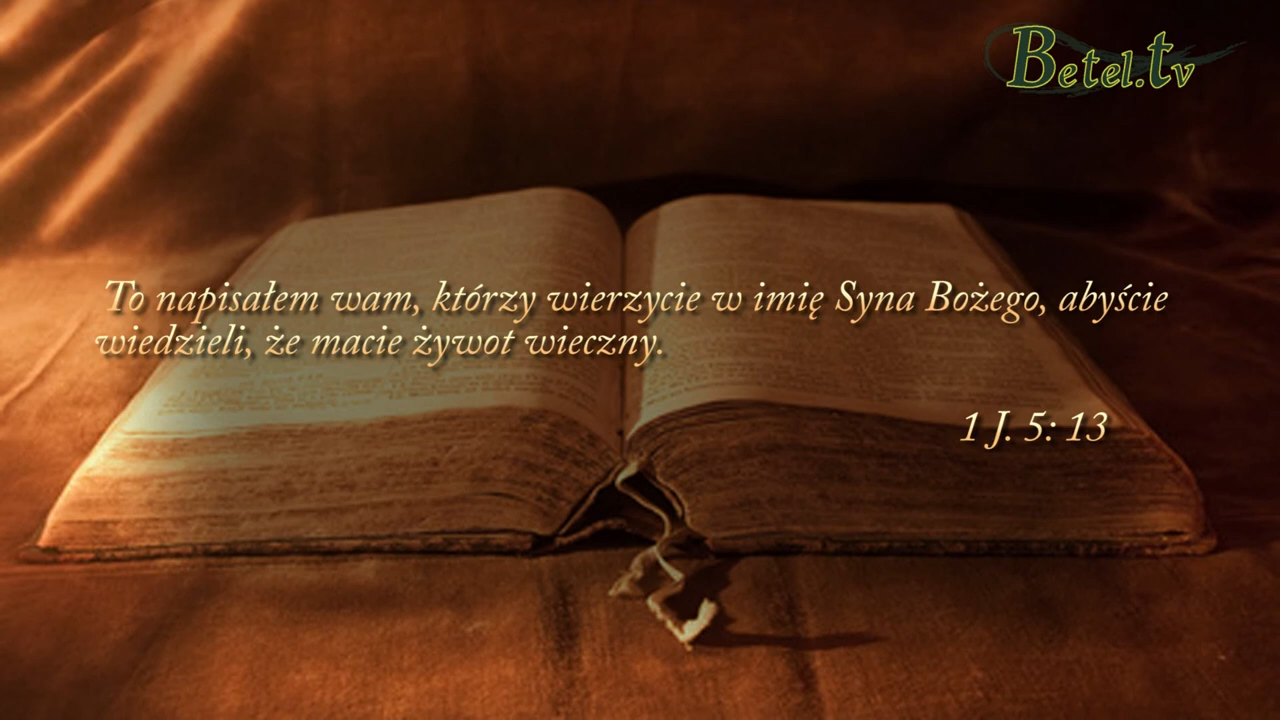 Betel.tv
To napisałem wam, którzy wierzycie w imię Syna Bożego, abyście
wiedzieli, że macie żywot wieczny.
1 J. 5: 13